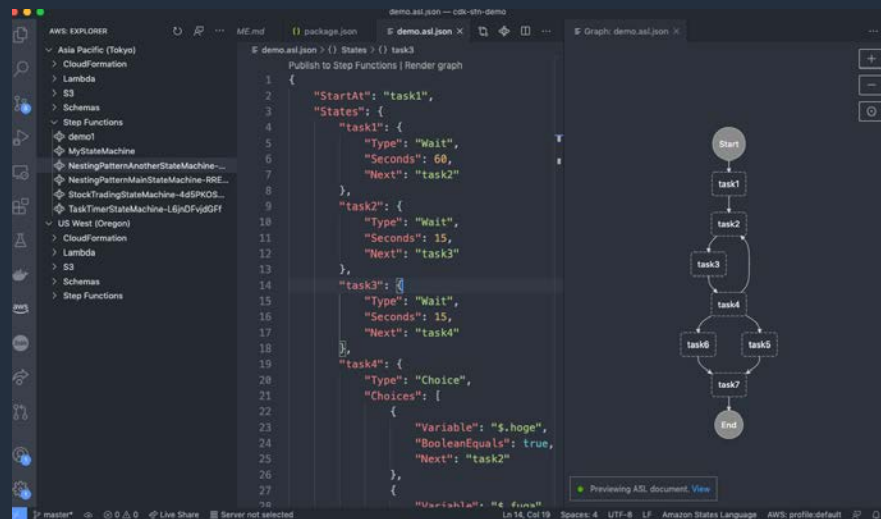 demo.asl.json — cdk-sfn-demo
AWS: EXPLORER
Asia Pacific (Tokyo)
CloudFormation
Lambda
S3
Schemas
Step Functions
demo1
MyStateMachine
NestingPatternAnotherStateMachine-...
NestingPatternMainStateMachine-RRE...
StockTradingStateMachine-4dSPKOS...
TaskTimerStateMachine-L6jnDFvjdGFf
US West (Oregon)
CloudFormation
Lambda
S3
Schemas
Step Functions
ME.md
package.json
demo.asl.json
demo.asl.json > {} States > {} task3
Publish to Step Functions | Render graph
1 {
2 "StartAt": "task1",
3 "States": {
4 "task1": {
5 "Type": "Wait",
6 "Seconds": 60,
7 "Next": "task2"
8 },
9 "task2": {
10 "Type": "Wait",
11 "Seconds": 15,
12 "Next": "task3"
13 },
14 "task3": {
15 "Type": "Wait",
16 "Seconds": 15,
17 "Next": "task4"
18 },
19 "task4": {
20 "Type": "Choice",
21 "Choices": [
22 {
23 "Variable": "$.hoge",
24 "BooleanEquals": true,
25 "Next": "task2"
26 },
27 {
28 "Variable": "$.fuga"
Graph: demo.asl.json
Start
task1
task2
task3
task4
task6 task5
task7
End
Previewing ASL document. View
aws
master* 0 0 Live Share Server not selected Ln 14, Col 19 Spaces: 4 UTF-8 LF Amazon States Language AWS: profile:default